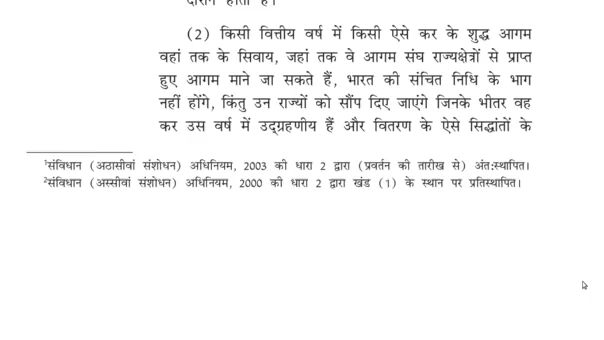 (2) किसी वित्तीय वर्ष में किसी ऐसे कर के शुद्ध आगम
वहां तक के सिवाय, जहां तक वे आगम संघ राज्यक्षेत्रों से प्राप्त
हुए आगम माने जा सकते हैं, भारत की संचित निधि के भाग
नहीं होंगे, किंतु उन राज्यों को सौंप दिए जाएंगे जिनके भीतर वह
कर उस वर्ष में उद्ग्रहणीय हैं और वितरण के ऐसे सिद्धांतों के
¹संविधान (अठासीवां संशोधन) अधिनियम, 2003 की धारा 2 द्वारा (प्रवर्तन की तारीख से) अंतःस्थापित।
²संविधान (अस्सीवां संशोधन) अधिनियम, 2000 की धारा 2 द्वारा खंड (1) के स्थान पर प्रतिस्थापित।